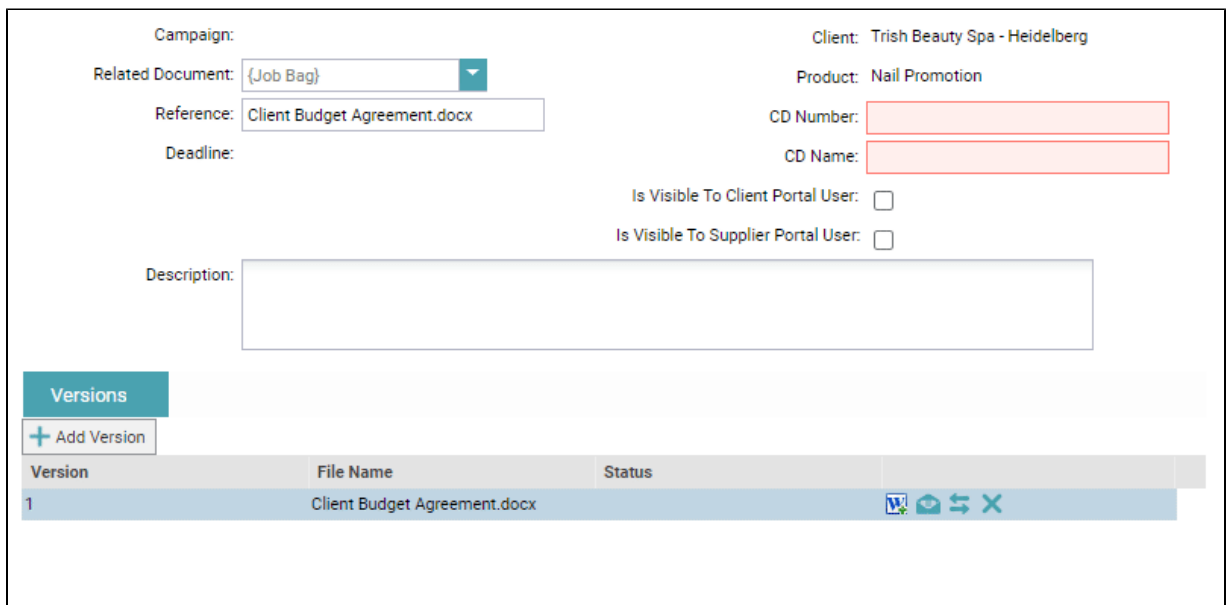 Campaign:
Client: Trish Beauty Spa - Heidelberg
Related Document: {Job Bag}
Product: Nail Promotion
Reference: Client Budget Agreement.docx
CD Number:
Deadline:
CD Name:
Is Visible To Client Portal User:
Is Visible To Supplier Portal User:
Description:
Versions
Add Version
Version File Name Status
1 Client Budget Agreement.docx W